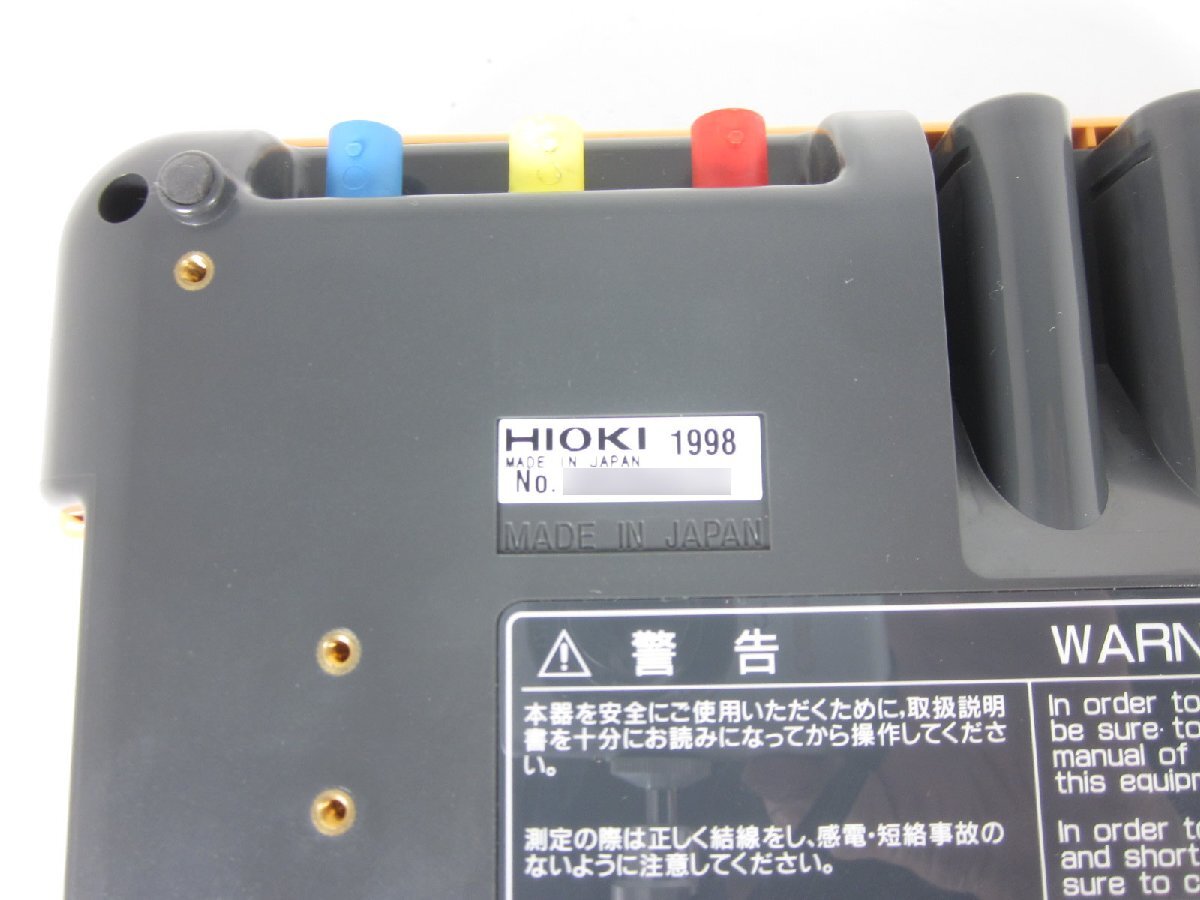 HIOKI 1998
MADE IN JAPAN
No.
MADE IN JAPAN
警告
本器を安全にご使用いただくために,取扱説明
書を十分にお読みになってから操作してくださ
い。
測定の際は正しく結線をし、感電・短絡事故の
ないように注意してください。
WARN
In order to
be sure to
manual of
this equipm
In order to
and short
sure to c